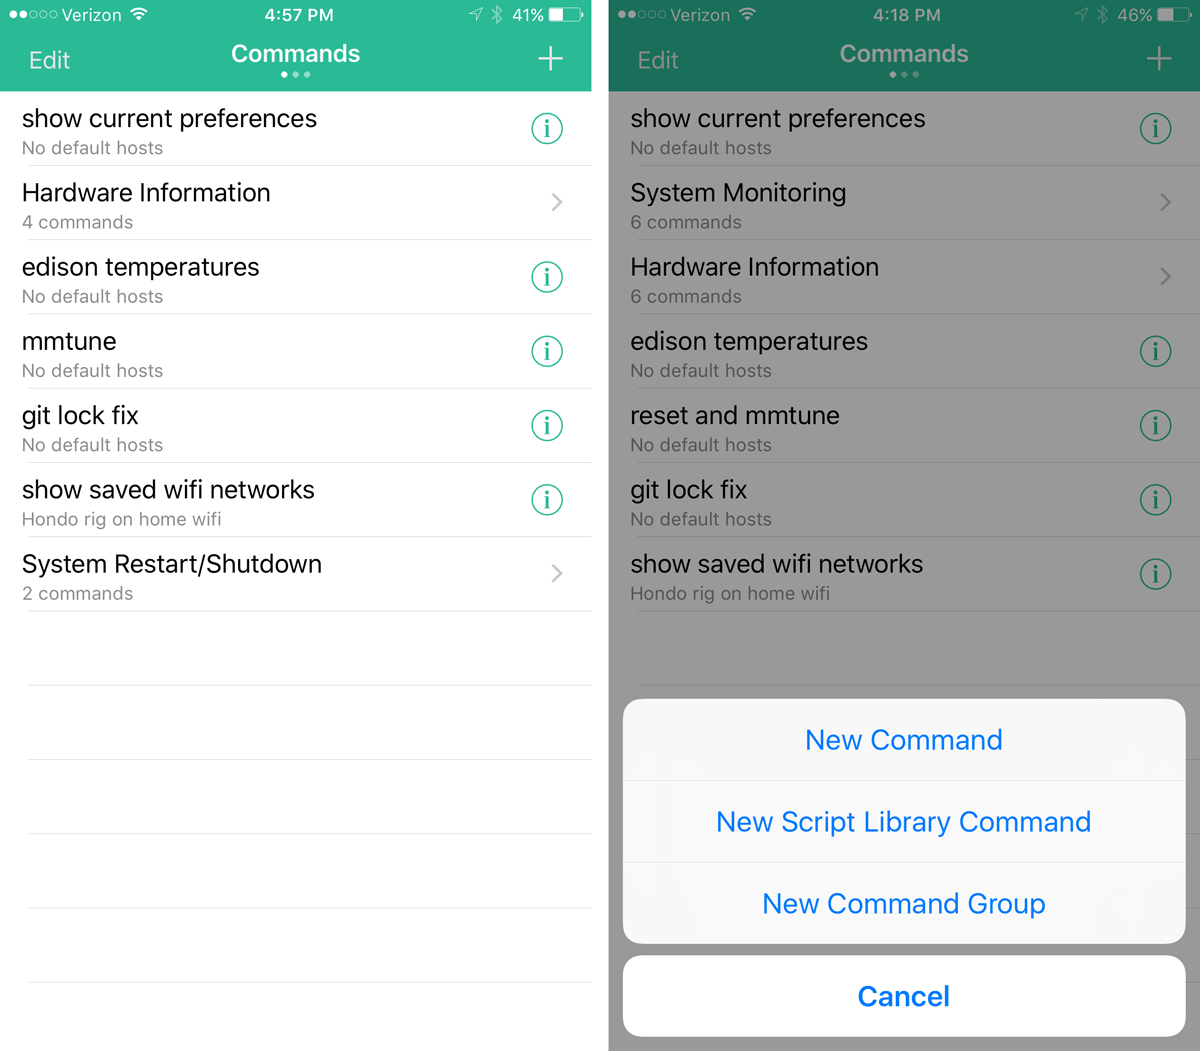 Verizon 4:57 PM 41%
Edit Commands +
show current preferences
No default hosts
Hardware Information
4 commands
edison temperatures
No default hosts
mmtune
No default hosts
git lock fix
No default hosts
show saved wifi networks
Hondo rig on home wifi
System Restart/Shutdown
2 commands
Verizon 4:18 PM 46%
Edit Commands +
show current preferences
No default hosts
System Monitoring
6 commands
Hardware Information
6 commands
edison temperatures
No default hosts
reset and mmtune
No default hosts
git lock fix
No default hosts
show saved wifi networks
Hondo rig on home wifi
New Command
New Script Library Command
New Command Group
Cancel